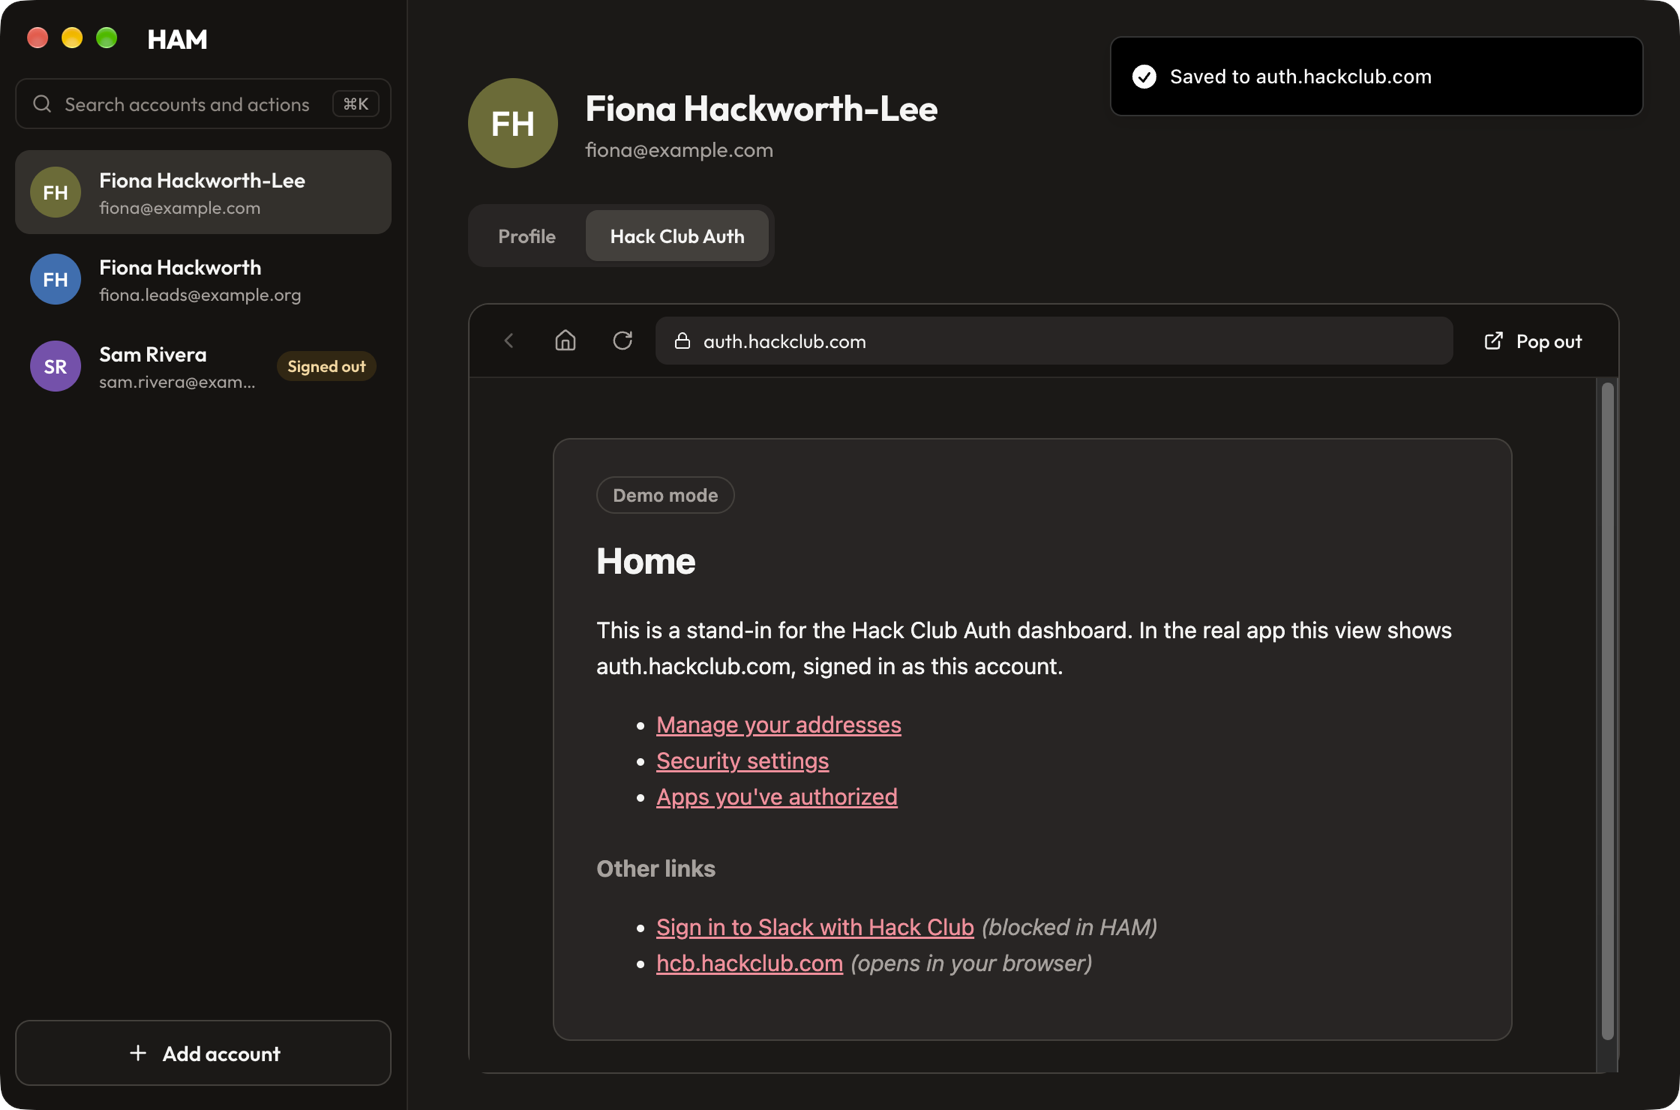 HAM
Search accounts and actions ⌘K
FH
Fiona Hackworth-Lee
fiona@example.com
FH
Fiona Hackworth
fiona.leads@example.org
SR
Sam Rivera
sam.rivera@exam...
Signed out
+ Add account
FH
Fiona Hackworth-Lee
fiona@example.com
Saved to auth.hackclub.com
Profile
Hack Club Auth
auth.hackclub.com
Pop out
Demo mode
Home
This is a stand-in for the Hack Club Auth dashboard. In the real app this view shows
auth.hackclub.com, signed in as this account.
• Manage your addresses
• Security settings
• Apps you've authorized
Other links
• Sign in to Slack with Hack Club (blocked in HAM)
• hcb.hackclub.com (opens in your browser)